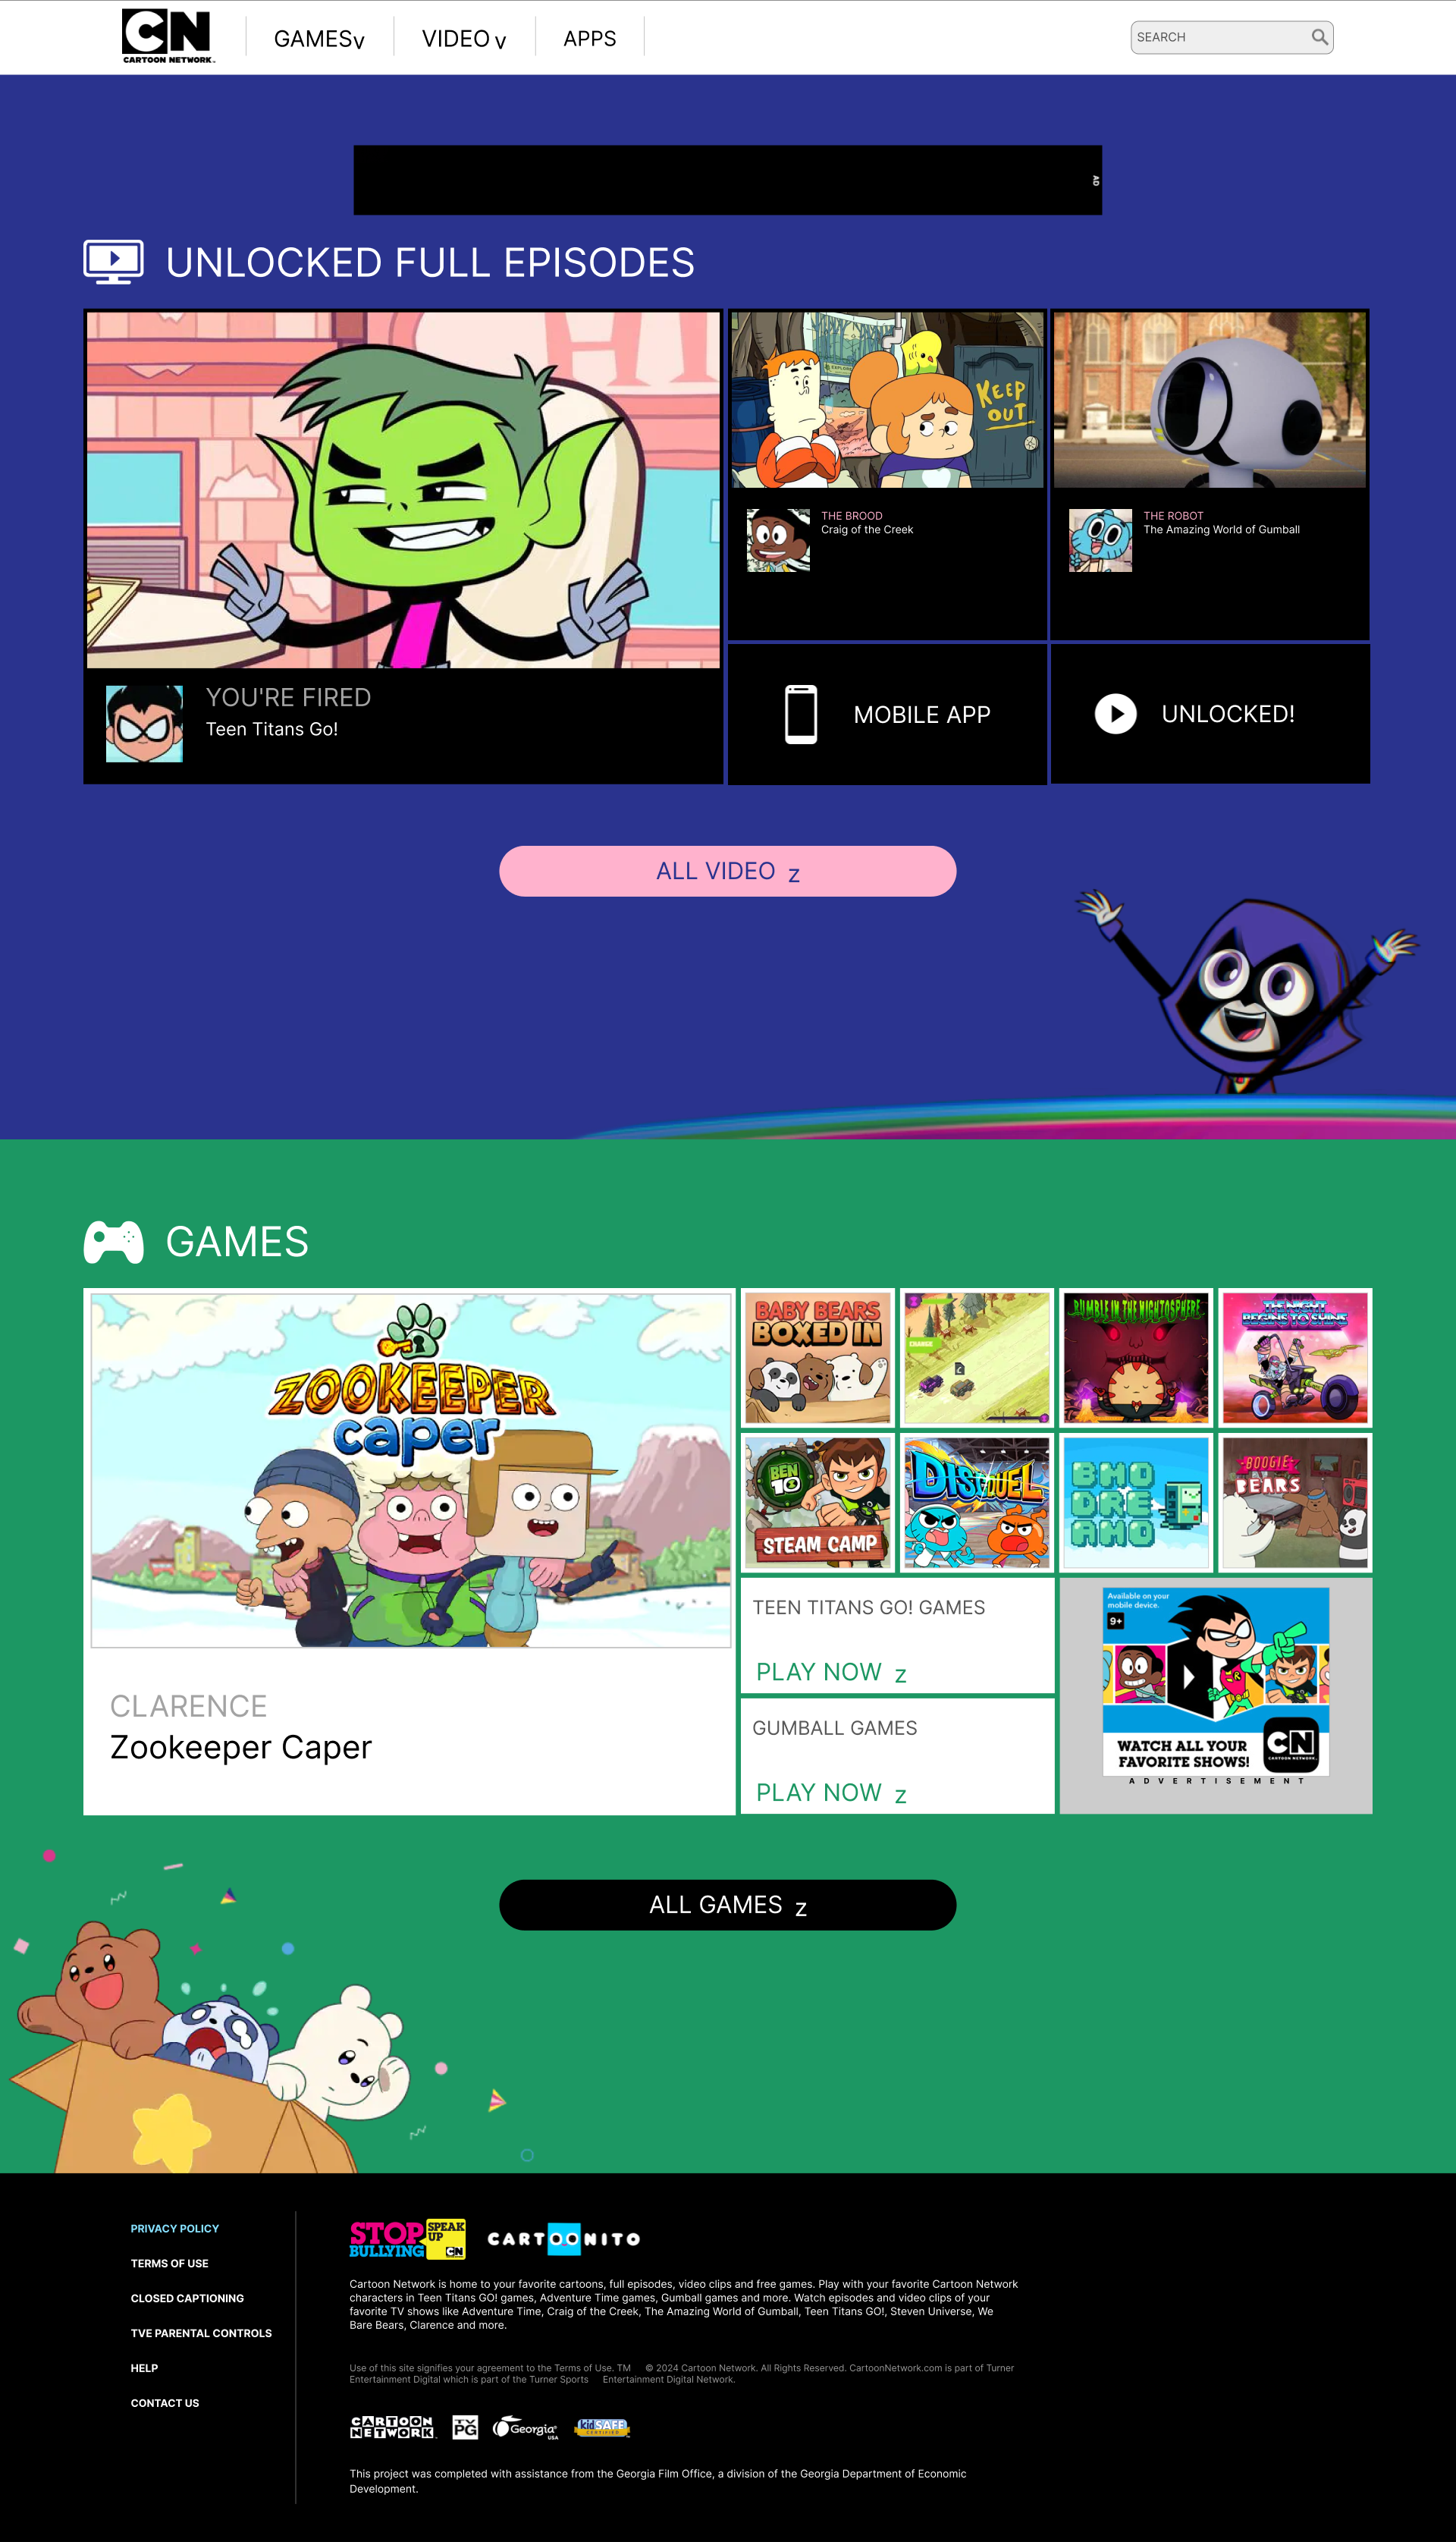 CN
CARTOON NETWORK™
GAMESv
VIDEO v
APPS
SEARCH
AD
UNLOCKED FULL EPISODES
KEEP
OUT
YOU'RE FIRED
Teen Titans Go!
THE BROOD
Craig of the Creek
THE ROBOT
The Amazing World of Gumball
MOBILE APP
UNLOCKED!
ALL VIDEO z
GAMES
ZOOKEEPER
caper
CLARENCE
Zookeeper Caper
BABY BEARS
BOXED IN
CHARGE
RUMBLE IN THE NIGHTOSPHERE
THE NIGHT
BEGINS TO SHINE
BEN
10
STEAM CAMP
DISC DUEL
BMO
DRE
AMO
BOOGIE
BEARS
TEEN TITANS GO! GAMES
PLAY NOW z
GUMBALL GAMES
PLAY NOW z
Available on your
mobile device.
9+
WATCH ALL YOUR
FAVORITE SHOWS!
CN
CARTOON NETWORK
ADVERTISEMENT
ALL GAMES z
PRIVACY POLICY
TERMS OF USE
CLOSED CAPTIONING
TVE PARENTAL CONTROLS
HELP
CONTACT US
STOP
BULLYING
SPEAK
UP
CN
CARTOONITO
Cartoon Network is home to your favorite cartoons, full episodes, video clips and free games. Play with your favorite Cartoon Network
characters in Teen Titans GO! games, Adventure Time games, Gumball games and more. Watch episodes and video clips of your
favorite TV shows like Adventure Time, Craig of the Creek, The Amazing World of Gumball, Teen Titans GO!, Steven Universe, We
Bare Bears, Clarence and more.
Use of this site signifies your agreement to the Terms of Use. TM © 2024 Cartoon Network. All Rights Reserved. CartoonNetwork.com is part of Turner
Entertainment Digital which is part of the Turner Sports Entertainment Digital Network.
CARTOON
NETWORK
TV
PG
Georgia
USA
kidSAFE
CERTIFIED
This project was completed with assistance from the Georgia Film Office, a division of the Georgia Department of Economic
Development.